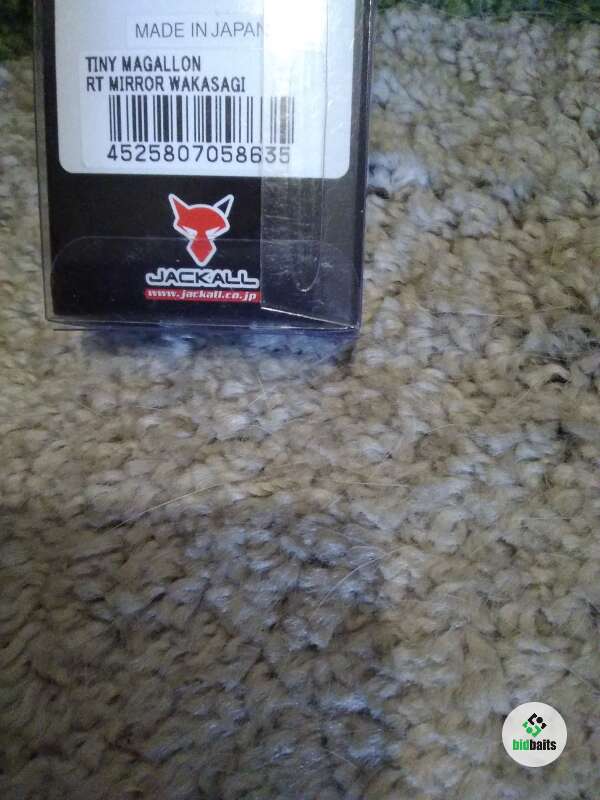 MADE IN JAPAN
TINY MAGALLON
RT MIRROR WAKASAGI
4525807058635
JACKALL
www.jackall.co.jp
bidbaits